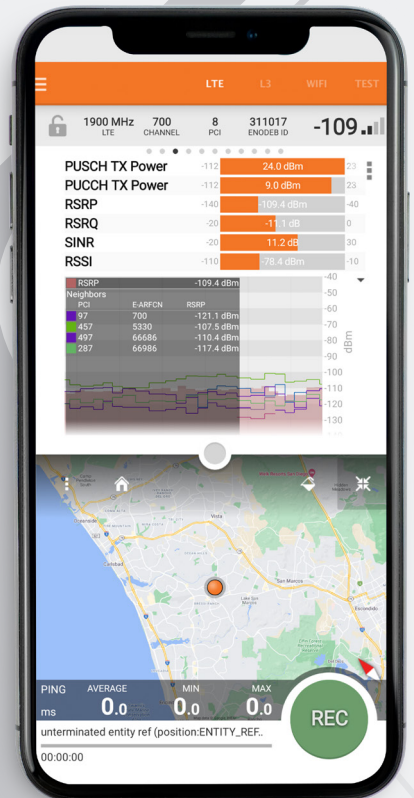 LTE L3 WIFI TEST
1900 MHz 700 8 311017 -109
LTE CHANNEL PCI ENODEB ID
PUSCH TX Power -112 24.0 dBm 23
PUCCH TX Power -112 9.0 dBm 23
RSRP -140 -109.4 dBm -40
RSRQ -20 -11.1 dB 0
SINR -20 11.2 dB 30
RSSI -110 -78.4 dBm -10
RSRP -109.4 dBm
Neighbors
PCI E-ARFCN RSRP
97 700 -121.1 dBm
457 5330 -107.5 dBm
497 66686 -110.4 dBm
287 66986 -117.4 dBm
-40
-50
-60
-70
-80
-90
-100
-110
-120
-130
dBm
Oceanside
Vista
Carlsbad
San Marcos
Lake San
Marcos
Escondido
PING AVERAGE MIN MAX
ms 0.0 0.0 0.0
REC
unterminated entity ref (position:ENTITY_REF..
00:00:00